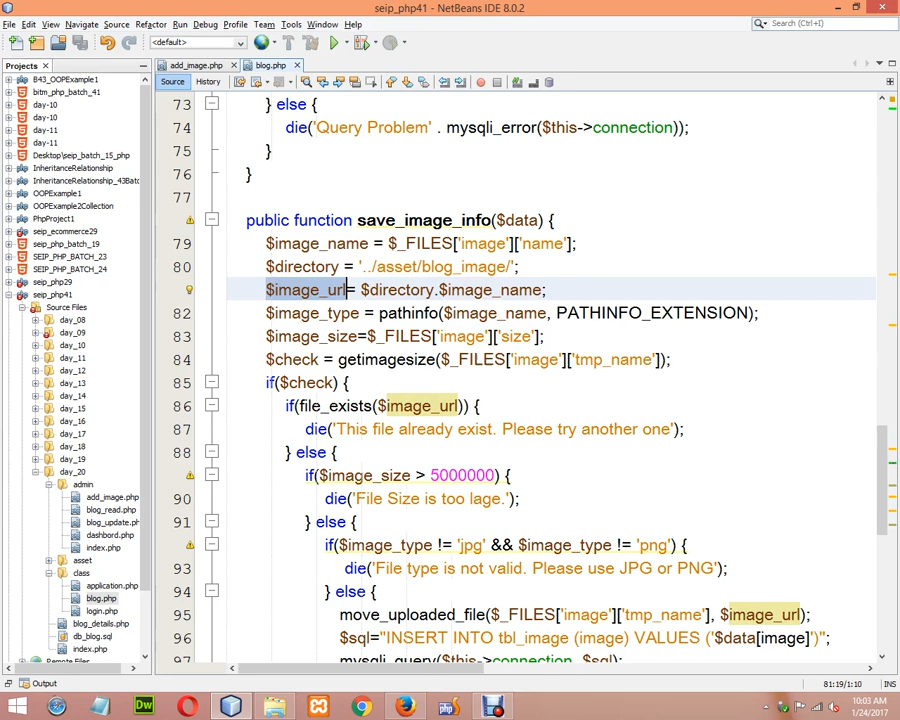 seip_php41 - NetBeans IDE 8.0.2
File Edit View Navigate Source Refactor Run Debug Profile Team Tools Window Help
Search (Ctrl+I)
<default>
Projects
add_image.php
blog.php
Source History
B43_OOPExample1
bitm_php_batch_41
day-10
day-10
day-11
day-11
Desktop\seip_batch_15_php
InheritanceRelationship
InheritanceRelationship_43Batc
OOPExample1
OOPExample2Collection
PhpProject1
seip_ecommerce29
seip_php_batch_19
SEIP_PHP_BATCH_23
SEIP_PHP_BATCH_24
seip_php29
seip_php41
Source Files
day_08
day_09
day_10
day_11
day_12
day_13
day_14
day_15
day_16
day_17
day_18
day_19
day_20
admin
add_image.php
blog_read.php
blog_update.ph
dashbord.php
index.php
asset
class
application.php
blog.php
login.php
blog_details.php
db_blog.sql
index.php
Remote Files
73 } else {
74 die('Query Problem' . mysqli_error($this->connection));
75 }
76 }
77
public function save_image_info($data) {
79 $image_name = $_FILES['image']['name'];
80 $directory = '../asset/blog_image/';
$image_url= $directory.$image_name;
82 $image_type = pathinfo($image_name, PATHINFO_EXTENSION);
83 $image_size=$_FILES['image']['size'];
84 $check = getimagesize($_FILES['image']['tmp_name']);
85 if($check) {
86 if(file_exists($image_url)) {
87 die('This file already exist. Please try another one');
88 } else {
if($image_size > 5000000) {
90 die('File Size is too lage.');
91 } else {
if($image_type != 'jpg' && $image_type != 'png') {
93 die('File type is not valid. Please use JPG or PNG');
94 } else {
95 move_uploaded_file($_FILES['image']['tmp_name'], $image_url);
96 $sql="INSERT INTO tbl_image (image) VALUES ('$data[image]')";
97 mysqli_query($this->connection, $sql);
Output
81:19/1:10 INS
10:03 AM
1/24/2017